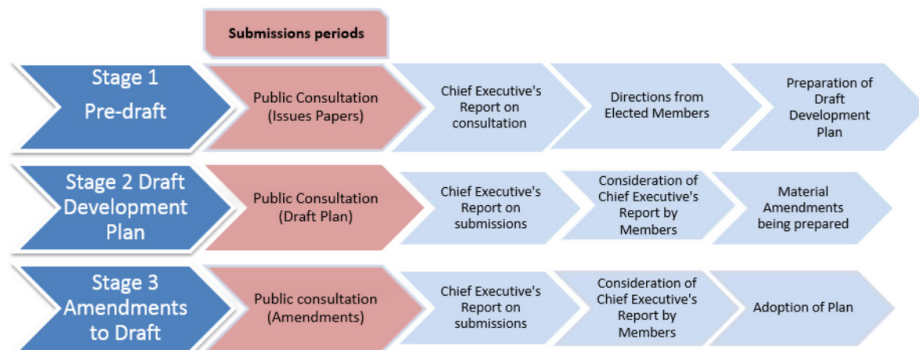 Submissions periods
Stage 1
Pre-draft
Public Consultation
(Issues Papers)
Chief Executive's
Report on
consultation
Directions from
Elected Members
Preparation of
Draft
Development
Plan
Stage 2 Draft
Development
Plan
Public Consultation
(Draft Plan)
Chief Executive's
Report on
submissions
Consideration of
Chief Executive's
Report by
Members
Material
Amendments
being prepared
Stage 3
Amendments
to Draft
Public consultation
(Amendments)
Chief Executive's
Report on
submissions
Consideration of
Chief Executive's
Report by
Members
Adoption of Plan